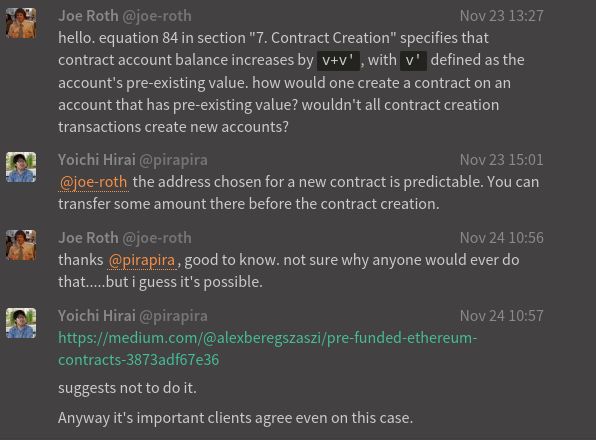 Joe Roth @joe-roth Nov 23 13:27
hello. equation 84 in section "7. Contract Creation" specifies that
contract account balance increases by v+v' , with v' defined as the
account's pre-existing value. how would one create a contract on an
account that has pre-existing value? wouldn't all contract creation
transactions create new accounts?
Yoichi Hirai @pirapira Nov 23 15:01
@joe-roth the address chosen for a new contract is predictable. You can
transfer some amount there before the contract creation.
Joe Roth @joe-roth Nov 24 10:56
thanks @pirapira , good to know. not sure why anyone would ever do
that.....but i guess it's possible.
Yoichi Hirai @pirapira Nov 24 10:57
https://medium.com/@alexberegszaszi/pre-funded-ethereum-
contracts-3873adf67e36
suggests not to do it.
Anyway it's important clients agree even on this case.